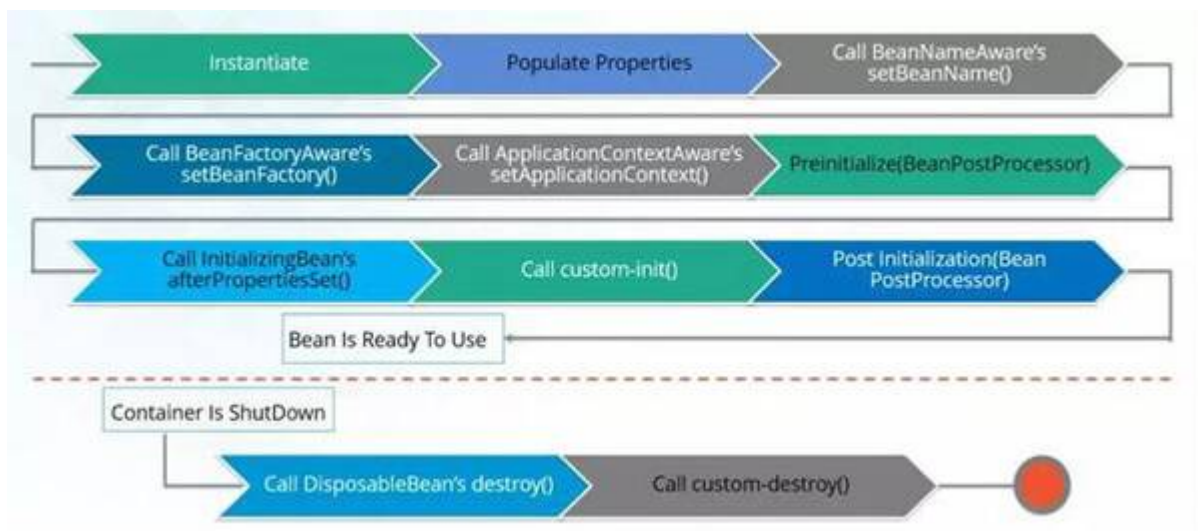 Instantiate
Populate Properties
Call BeanNameAware's
setBeanName()
Call BeanFactoryAware's
setBeanFactory()
Call ApplicationContextAware's
setApplicationContext()
Preinitialize(BeanPostProcessor)
Call InitializingBean's
afterPropertiesSet()
Call custom-init()
Post Initialization(Bean
PostProcessor)
Bean Is Ready To Use
Container Is ShutDown
Call DisposableBean's destroy()
Call custom-destroy()